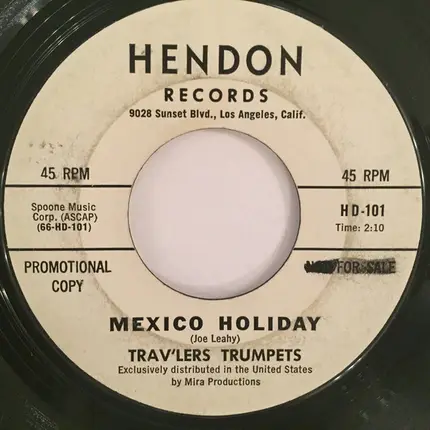 HENDON
RECORDS
9028 Sunset Blvd., Los Angeles, Calif.
45 RPM
45 RPM
Spoone Music
Corp. (ASCAP)
(66-HD-101)
HD-101
Time: 2:10
PROMOTIONAL
COPY
FOR SALE
MEXICO HOLIDAY
(Joe Leahy)
TRAV'LERS TRUMPETS
Exclusively distributed in the United States
by Mira Productions